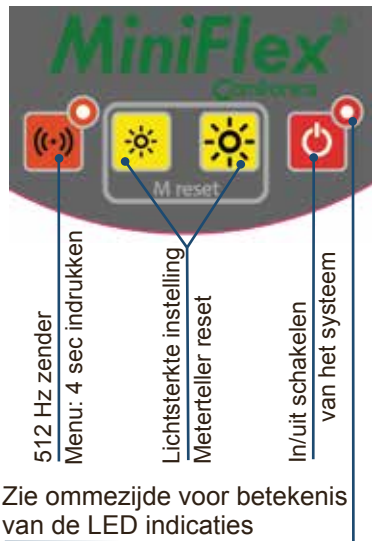 MiniFlex®
M reset
512 Hz zender
Menu: 4 sec indrukken
Lichtsterkte instelling
Meterteller reset
In/uit schakelen
van het systeem
Zie ommezijde voor betekenis
van de LED indicaties